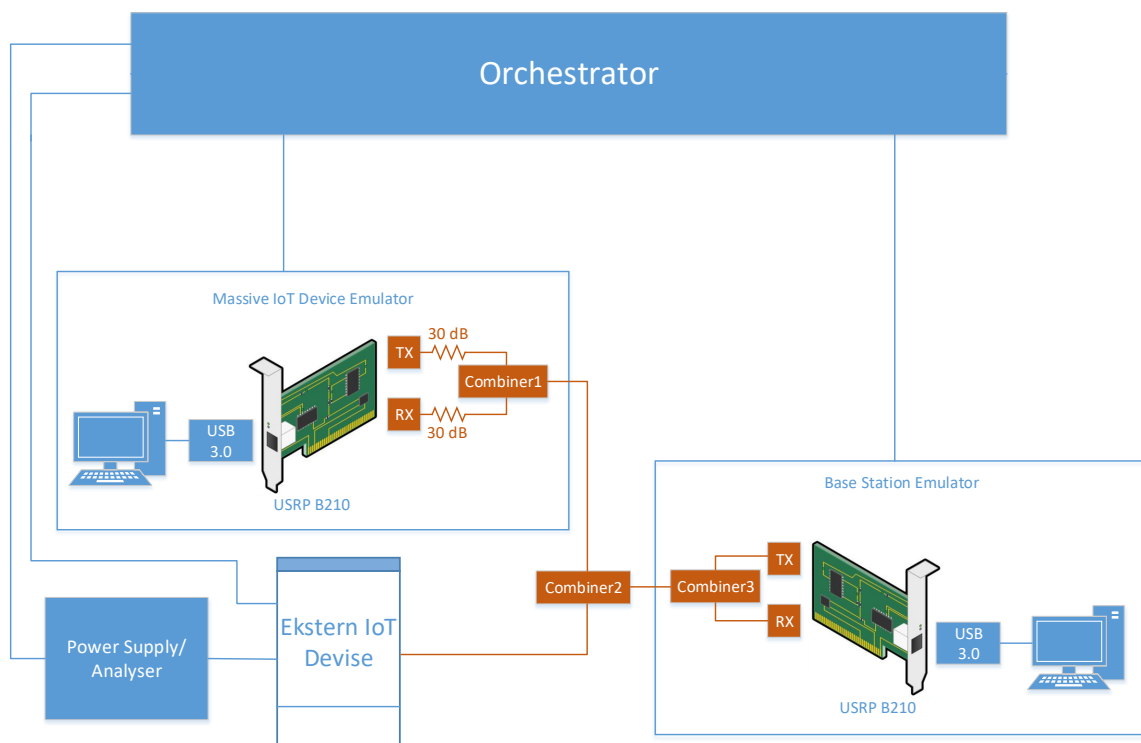 Orchestrator
Massive IoT Device Emulator
30 dB
TX
Combiner1
RX
30 dB
USB
3.0
USRP B210
Base Station Emulator
TX
Combiner2
Combiner3
RX
USB
3.0
USRP B210
Ekstern IoT
Devise
Power Supply/
Analyser